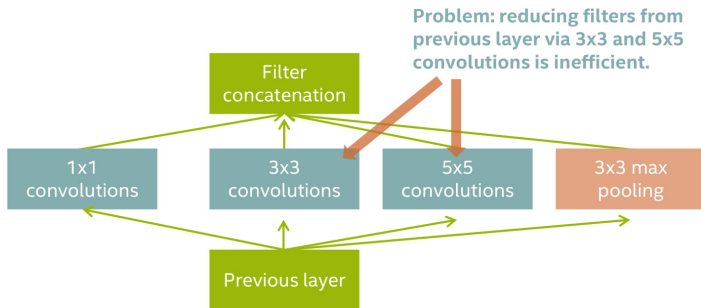 Problem: reducing filters from
previous layer via 3x3 and 5x5
convolutions is inefficient.
Filter
concatenation
1x1
convolutions
3x3
convolutions
5x5
convolutions
3x3 max
pooling
Previous layer